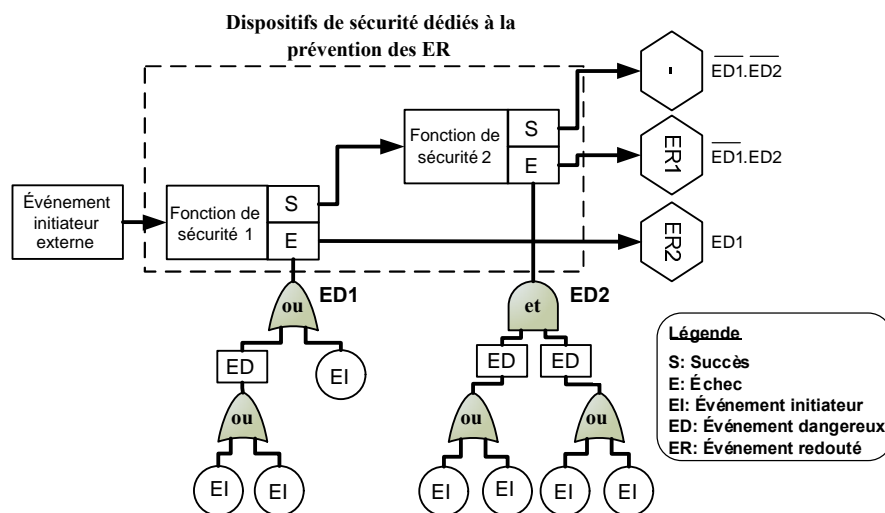 Dispositifs de sécurité dédiés à la
prévention des ER
-
ED1.ED2
Fonction de
sécurité 2
S
E
ER1
ED1.ED2
Événement
initiateur
externe
Fonction de
sécurité 1
S
E
ER2
ED1
ou
ED1
et
ED2
ED
EI
ED
ED
ou
ou
ou
EI
EI
EI
EI
EI
EI
Légende
S: Succès
E: Échec
EI: Événement initiateur
ED: Événement dangereux
ER: Événement redouté